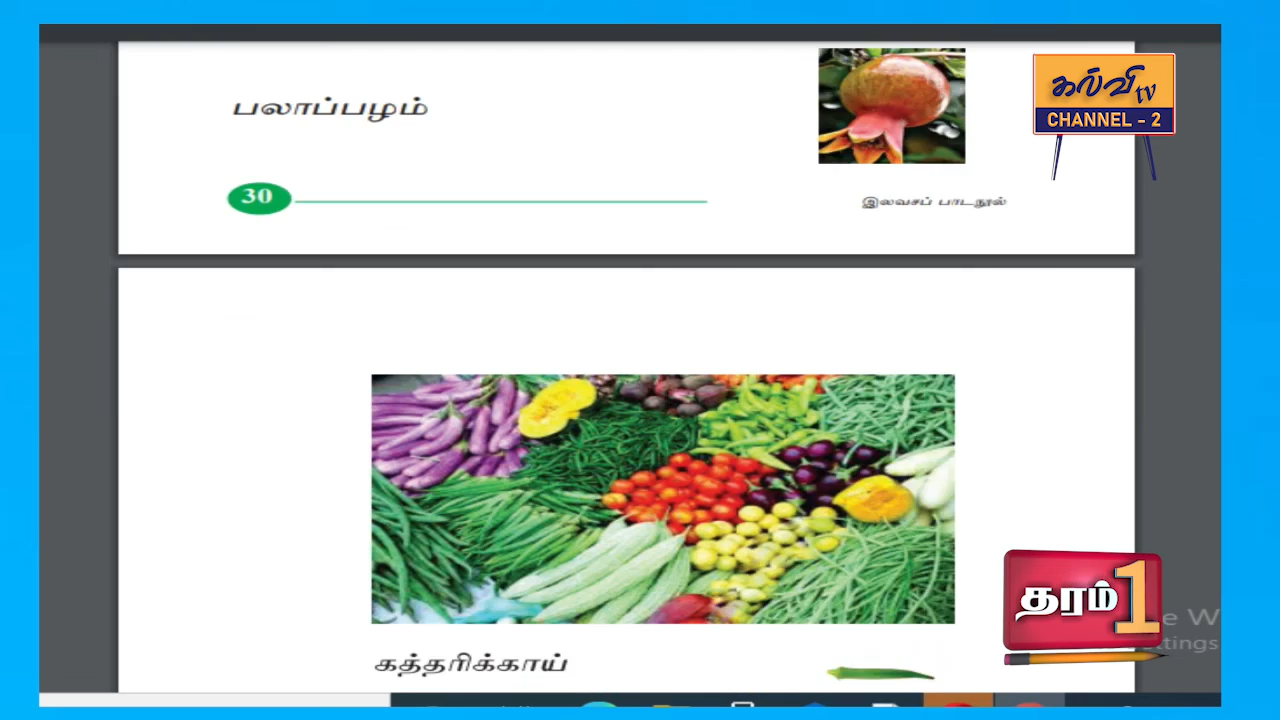 பலாப்பழம்
கல்வி tv
CHANNEL - 2
30
இலவசப் பாடநூல்
தரம் 1
கத்தரிக்காய்